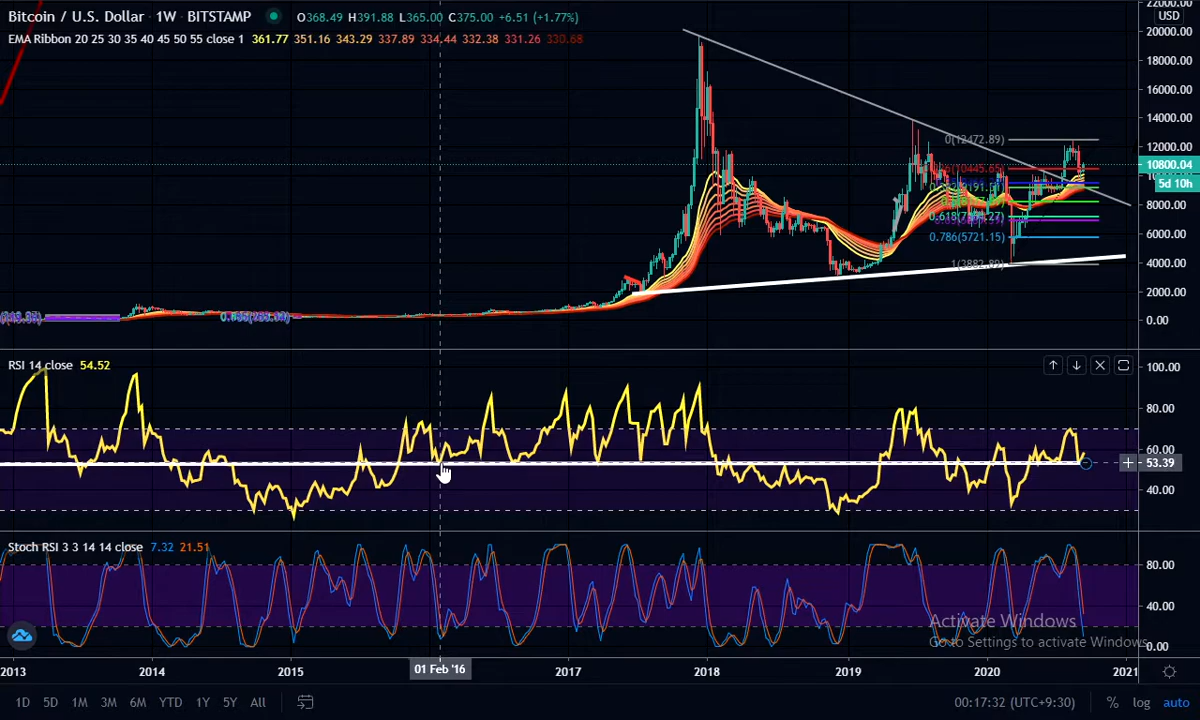 Bitcoin / U.S. Dollar · 1W · BITSTAMP O368.49 H391.88 L365.00 C375.00 +6.51 (+1.77%)
EMA Ribbon 20 25 30 35 40 45 50 55 close 1 361.77 351.16 343.29 337.89 334.44 332.38 331.26 330.68
22000.00
USD
20000.00
18000.00
16000.00
14000.00
0(12472.89)
12000.00
10800.04
5d 10h
8000.00
0.786(5721.15)
6000.00
1(3882.89)
4000.00
2000.00
0.00
RSI 14 close 54.52
100.00
80.00
60.00
53.39
40.00
Stoch RSI 3 3 14 14 close 7.32 21.51
80.00
40.00
0.00
Activate Windows
Go to Settings to activate Windows.
2013 2014 2015 01 Feb '16 2017 2018 2019 2020 2021
1D 5D 1M 3M 6M YTD 1Y 5Y All 00:17:32 (UTC+9:30) % log auto